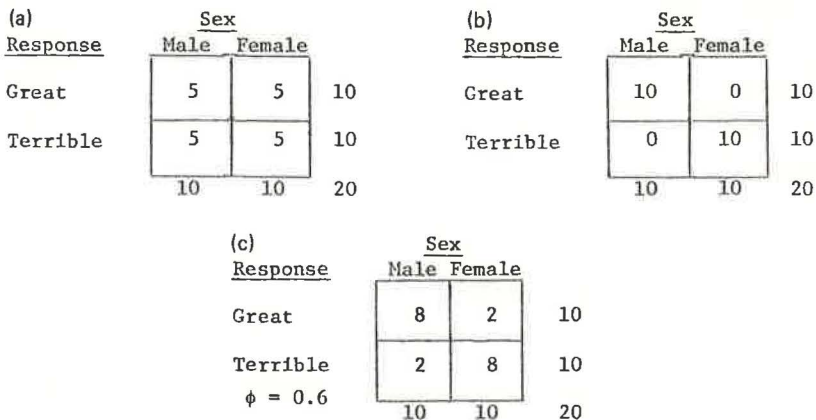 (a)
Sex
Response Male Female
Great 5 5 10
Terrible 5 5 10
10 10 20
(b)
Sex
Response Male Female
Great 10 0 10
Terrible 0 10 10
10 10 20
(c)
Sex
Response Male Female
Great 8 2 10
Terrible 2 8 10
ϕ = 0.6
10 10 20